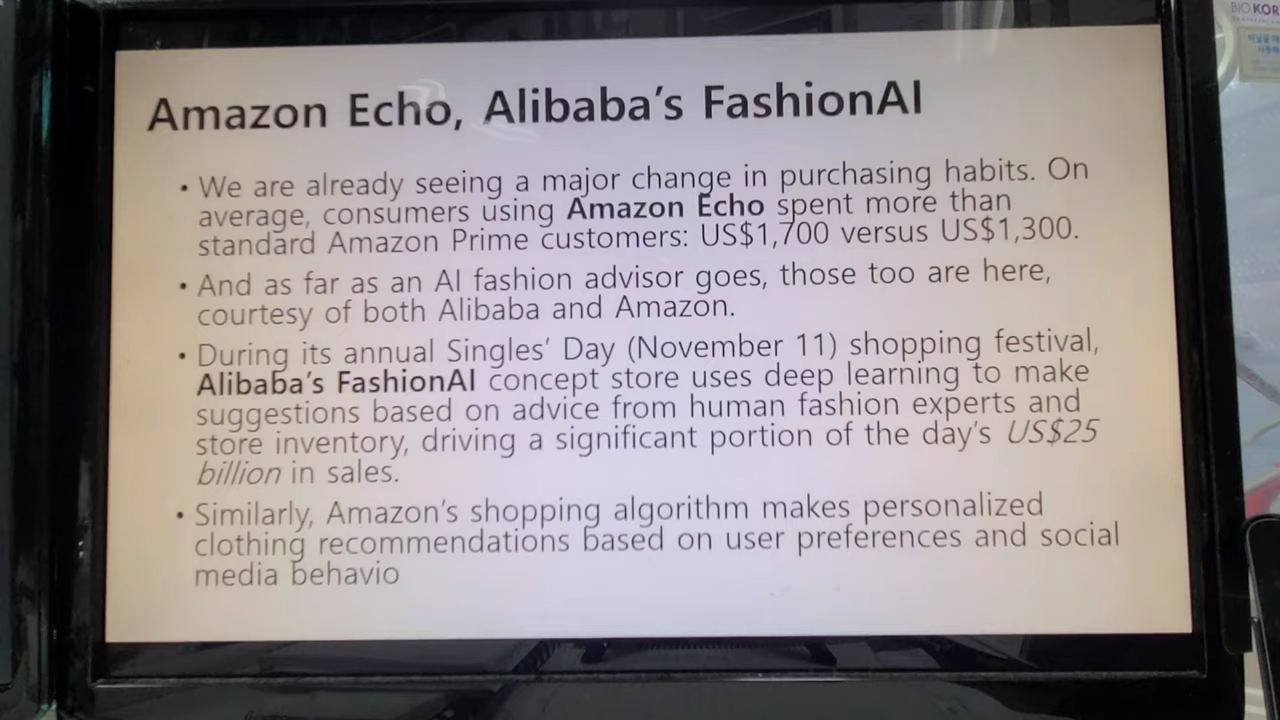 Amazon Echo, Alibaba's FashionAI
• We are already seeing a major change in purchasing habits. On
average, consumers using Amazon Echo spent more than
standard Amazon Prime customers: US$1,700 versus US$1,300.
• And as far as an AI fashion advisor goes, those too are here,
courtesy of both Alibaba and Amazon.
• During its annual Singles' Day (November 11) shopping festival,
Alibaba's FashionAI concept store uses deep learning to make
suggestions based on advice from human fashion experts and
store inventory, driving a significant portion of the day's US$25
billion in sales.
• Similarly, Amazon's shopping algorithm makes personalized
clothing recommendations based on user preferences and social
media behavio
BIO KOR